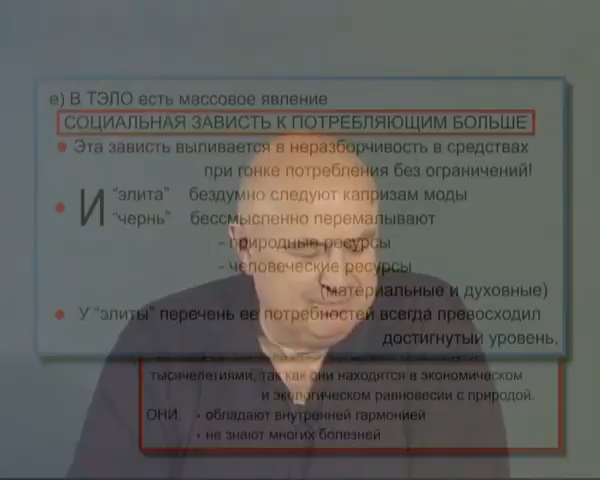 е) В ТЭЛО есть массовое явление
СОЦИАЛЬНАЯ ЗАВИСТЬ К ПОТРЕБЛЯЮЩИМ БОЛЬШЕ
• Эта зависть выливается в неразборчивость в средствах
при гонке потребления без ограничений!
• И "элита" бездумно следуют капризам моды
"чернь" бессмысленно перемалывают
- природные ресурсы
- человеческие ресурсы
(материальные и духовные)
• У "элиты" перечень ее потребностей всегда превосходил
достигнутый уровень.
тысячелетиями, так как они находятся в экономическом
и экологическом равновесии с природой.
ОНИ: - обладают внутренней гармонией
- не знают многих болезней